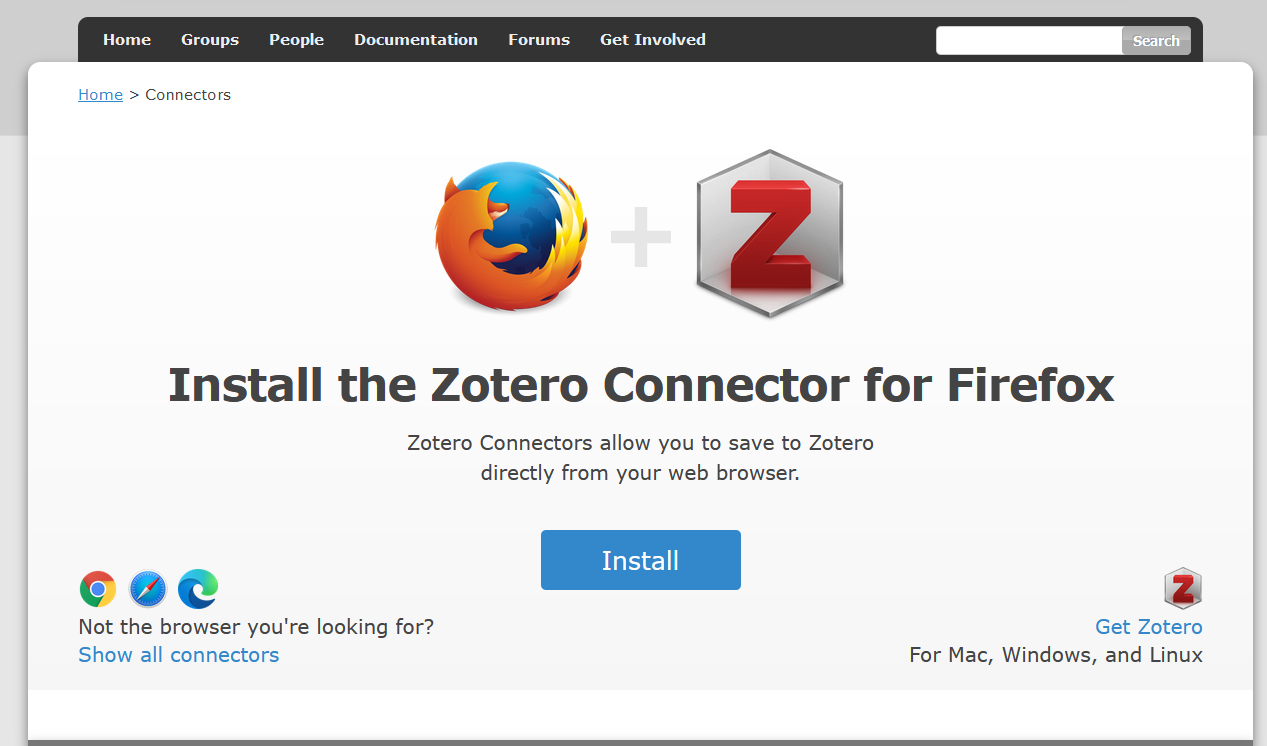 Home Groups People Documentation Forums Get Involved Search
Home > Connectors
Z
Install the Zotero Connector for Firefox
Zotero Connectors allow you to save to Zotero
directly from your web browser.
Install
Z
Not the browser you're looking for?
Get Zotero
Show all connectors
For Mac, Windows, and Linux